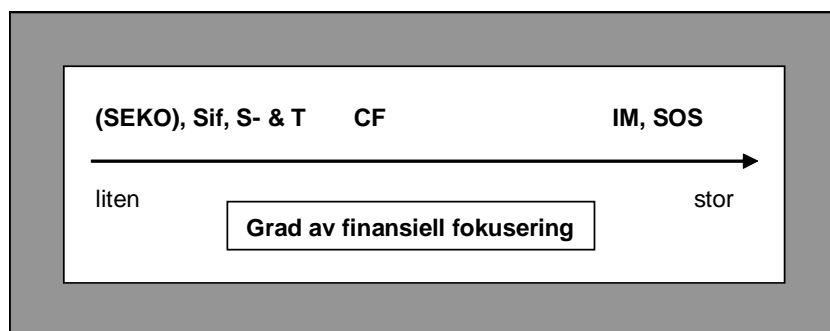 (SEKO), Sif, S- & T CF IM, SOS
liten stor
Grad av finansiell fokusering